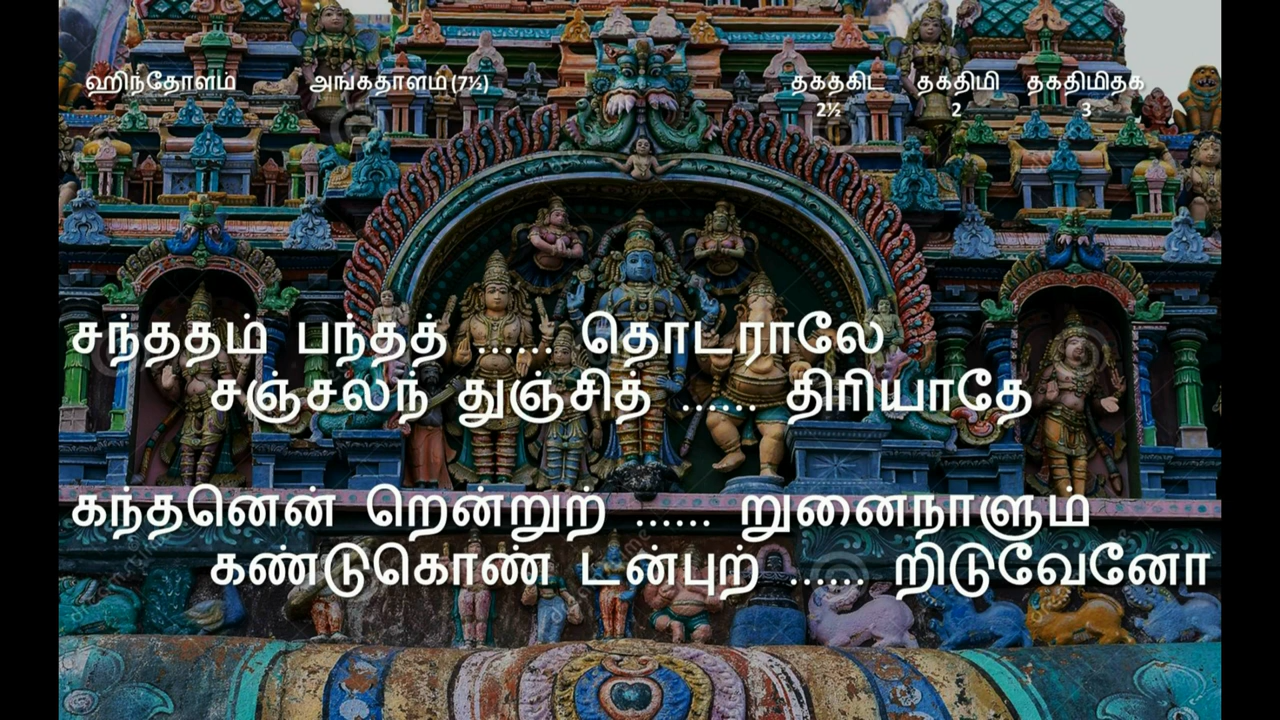 ஹிந்தோளம் அங்கதாளம் (7½) தகதகிட தகதிமி தகதிமிதக
2½ 2 3
சந்ததம் பந்தத் ...... தொடராலே
சஞ்சலந் துஞ்சித் ...... திரியாதே
கந்தனென் றென்றுற் ...... றுனைநாளும்
கண்டுகொண் டன்புற் ...... றிடுவேனோ